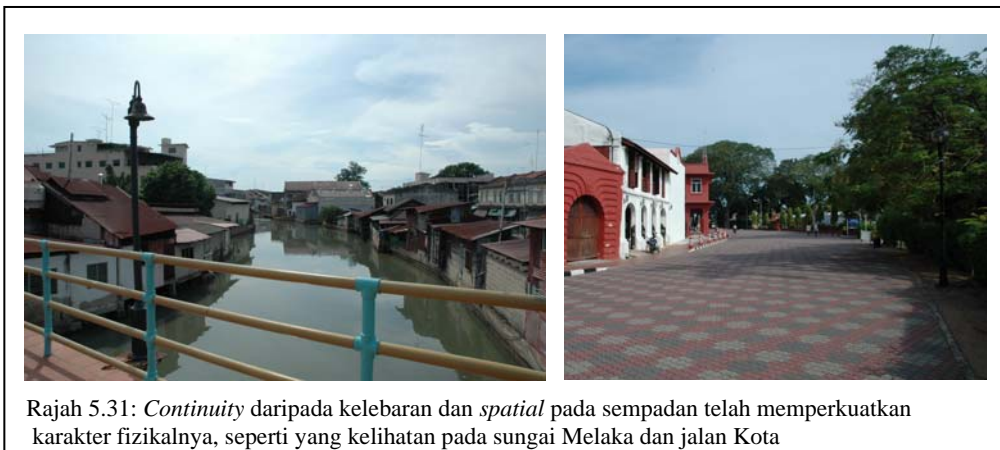 Rajah 5.31: Continuity daripada kelebaran dan spatial pada sempadan telah memperkuatkan
karakter fizikalnya, seperti yang kelihatan pada sungai Melaka dan jalan Kota